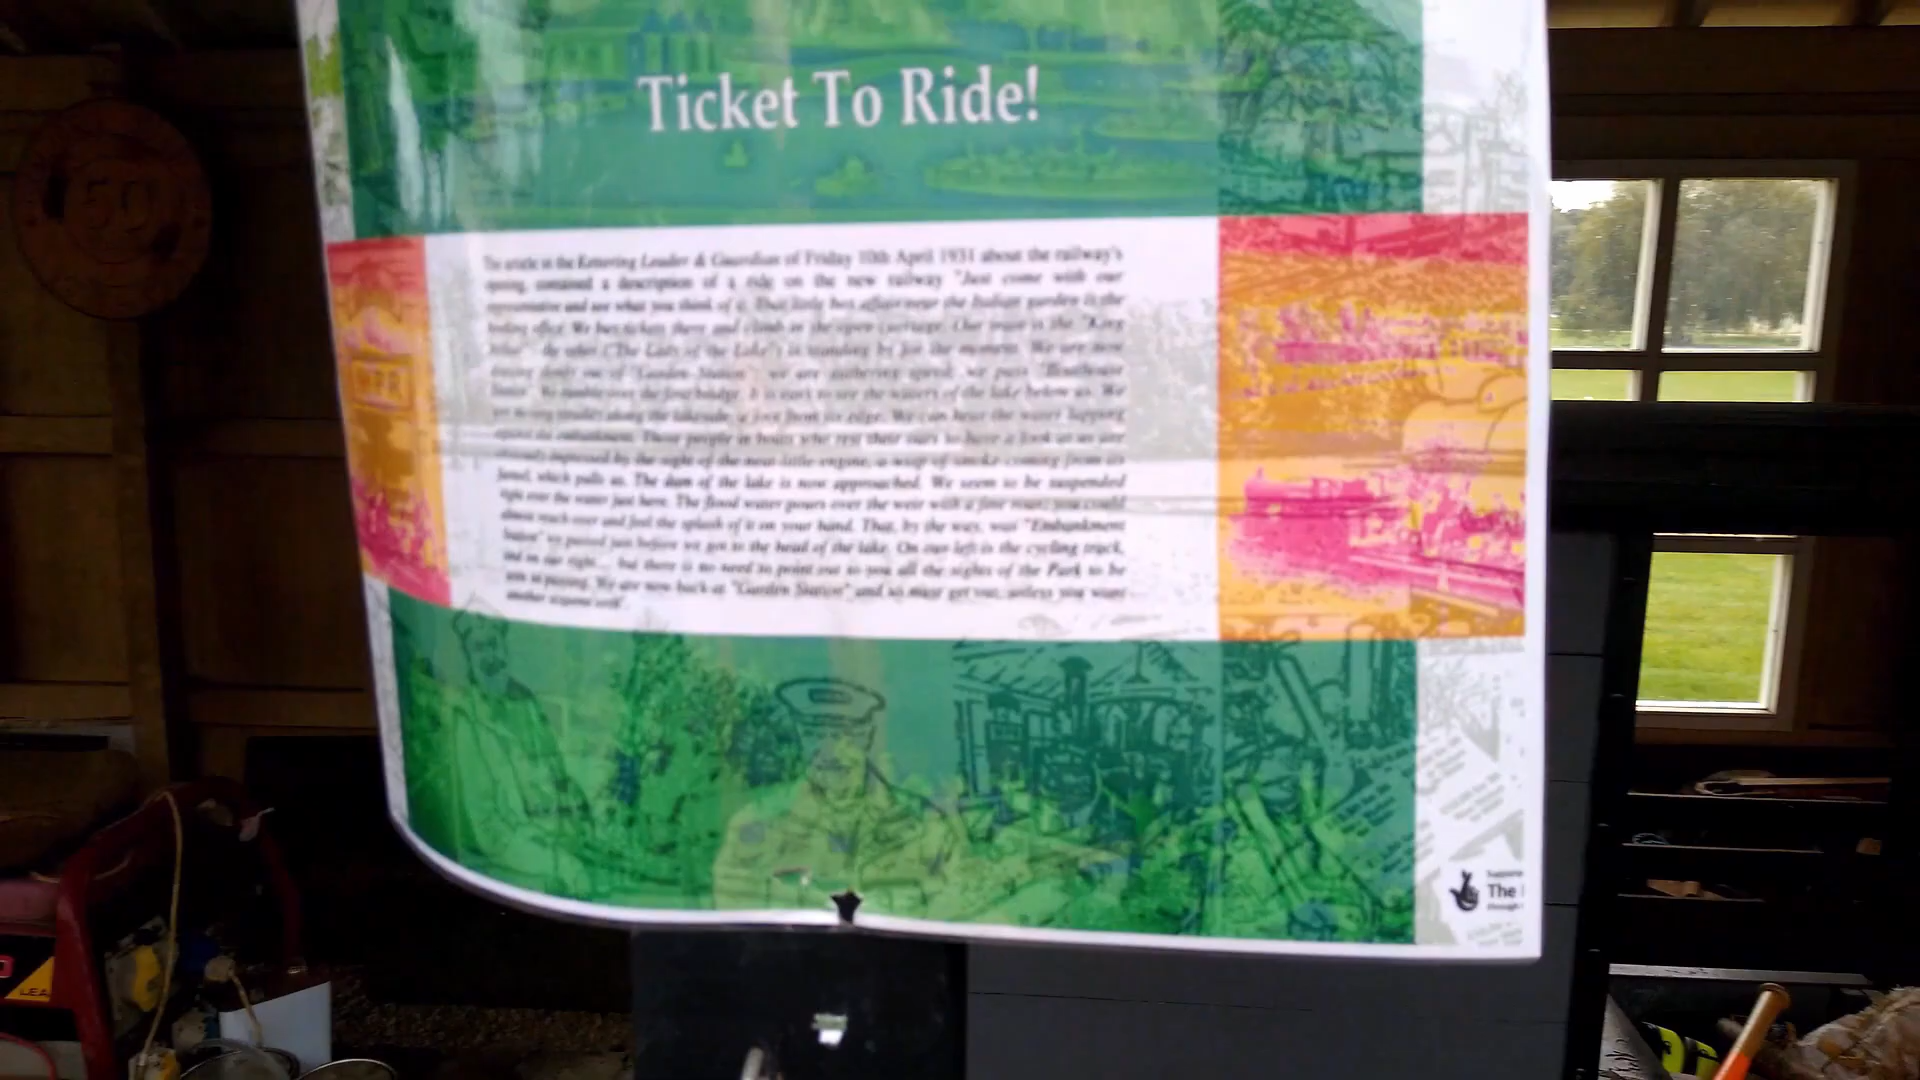 Ticket To Ride!
The article in the Kettering Leader & Guardian of Friday 10th April 1931 about the railway's
opening, contained a description of a ride on the new railway "Just come with our
representative and see what you think of it. That little box affair near the Italian garden is the
booking office. We buy tickets there and climb in the open carriage. Our train is the "King
Arthur" - the other ("The Lady of the Lake") is standing by for the moment. We are now
slowly out of "Garden Station"; we are gathering speed; we pass "Boathouse
Station". We rumble over the first bridge. It is easy to see the waters of the lake below us. We
go along the lakeside, a foot from its edge. We can hear the water lapping
against the embankment. Those people in boats who rest their oars to have a look at us are
obviously impressed by the sight of the neat little engine, a wisp of smoke coming from its
funnel, which pulls us. The dam of the lake is now approached. We seem to be suspended
right over the water just here. The flood water pours over the weir with a fine roar; you could
almost reach over and feel the splash of it on your hand. That, by the way, was "Embankment
Station" we passed just before we got to the head of the lake. On our left is the cycling track,
and on our right... but there is no need to point out to you all the sights of the Park to be
seen in passing. We are now back at "Garden Station" and so must get out, unless you want
another
The
LEA
50